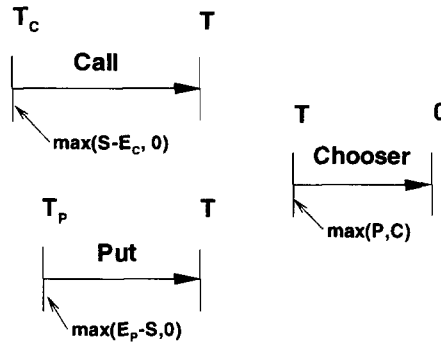 T_C T
Call
max(S-E_C, 0)
T 0
Chooser
max(P,C)
T_P T
Put
max(E_P-S,0)